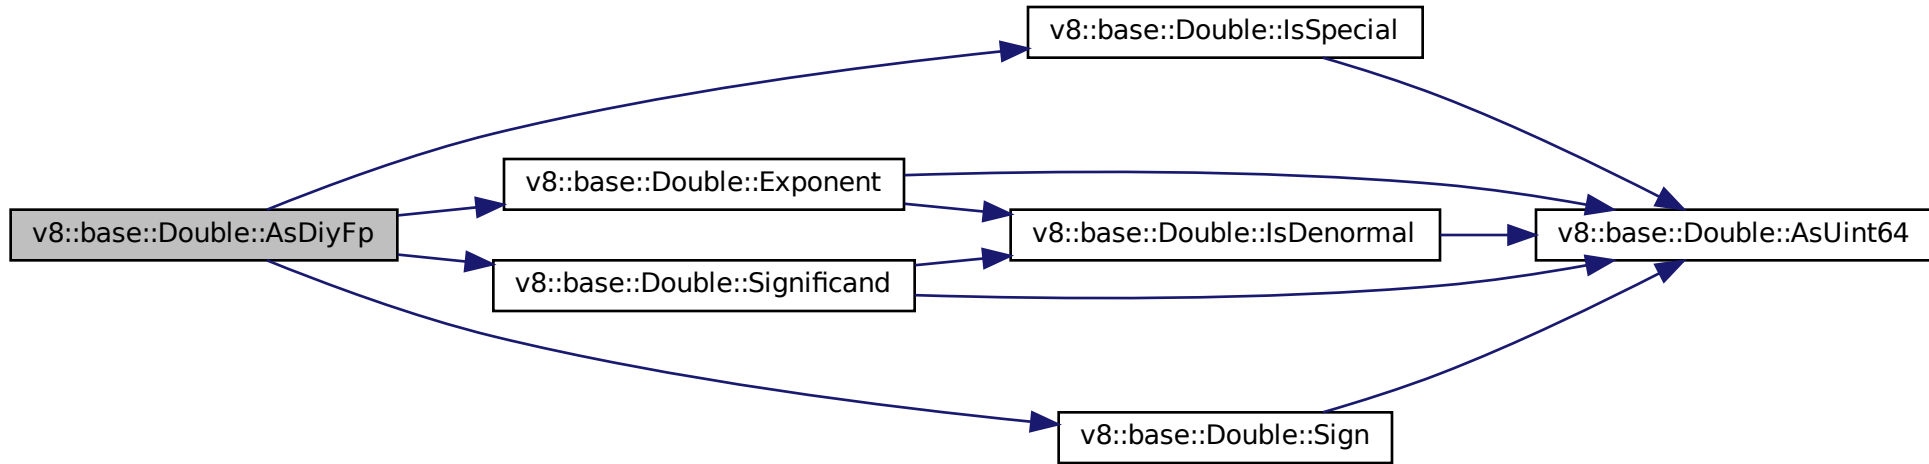 v8::base::Double::IsSpecial
v8::base::Double::Exponent
v8::base::Double::AsDiyFp
v8::base::Double::IsDenormal
v8::base::Double::AsUint64
v8::base::Double::Significand
v8::base::Double::Sign